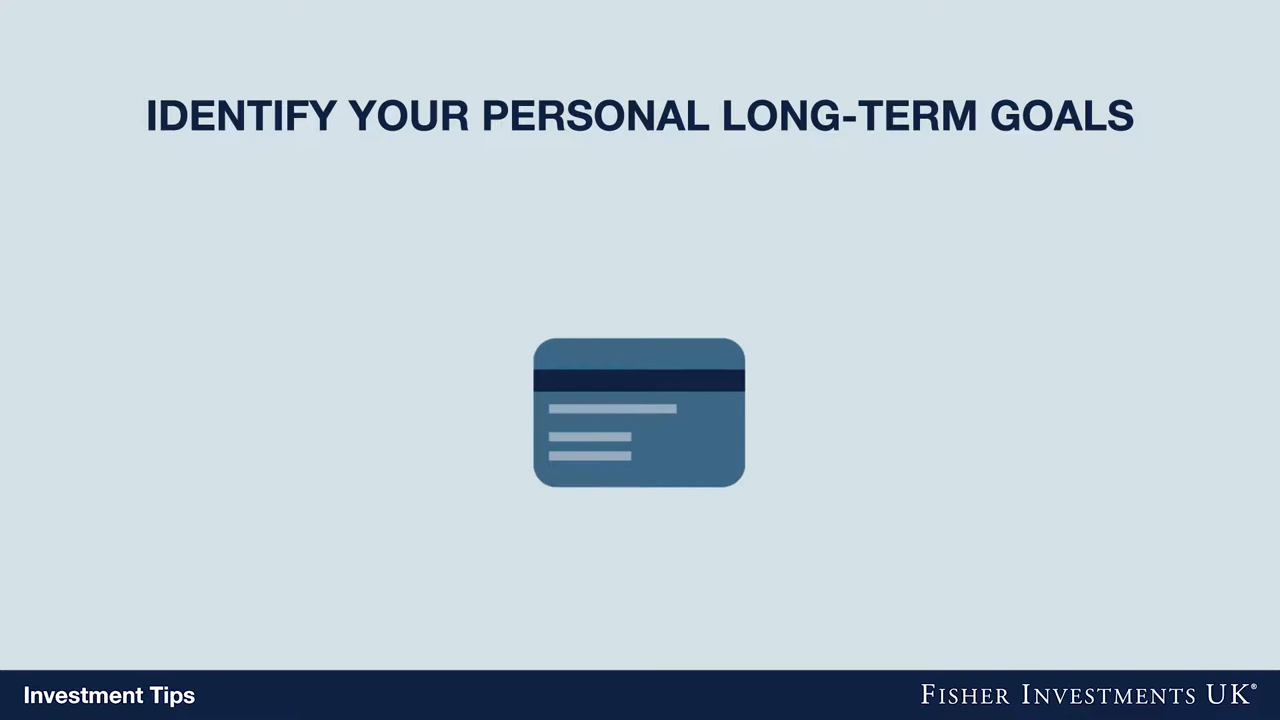 IDENTIFY YOUR PERSONAL LONG-TERM GOALS
Investment Tips
FISHER INVESTMENTS UK®